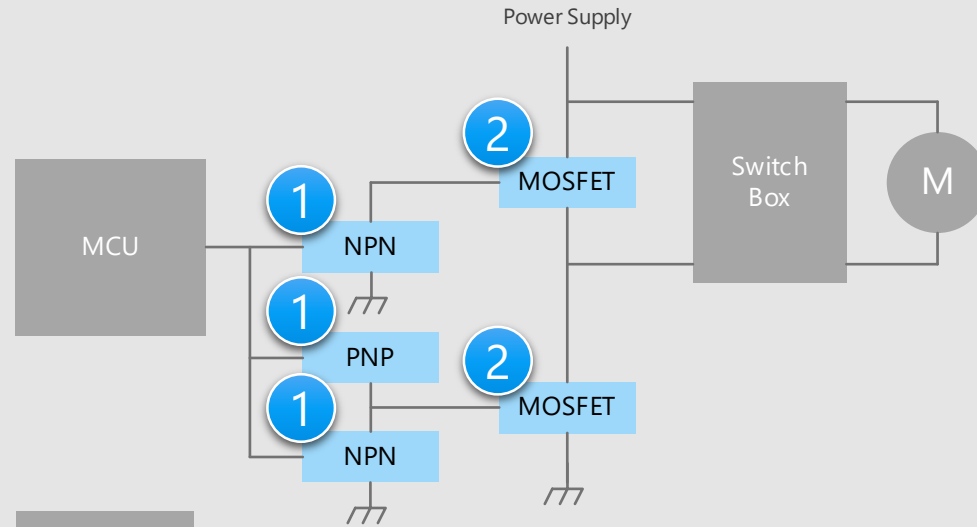 Power Supply
2
MOSFET
Switch
Box
M
1
NPN
MCU
1
PNP
2
MOSFET
1
NPN